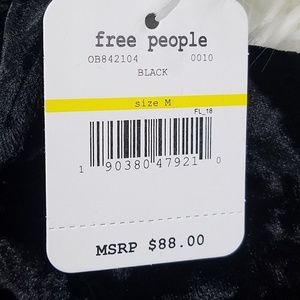 free people
OB842104 0010
BLACK
size M
FL_18
1 90380 47921 0
MSRP $88.00